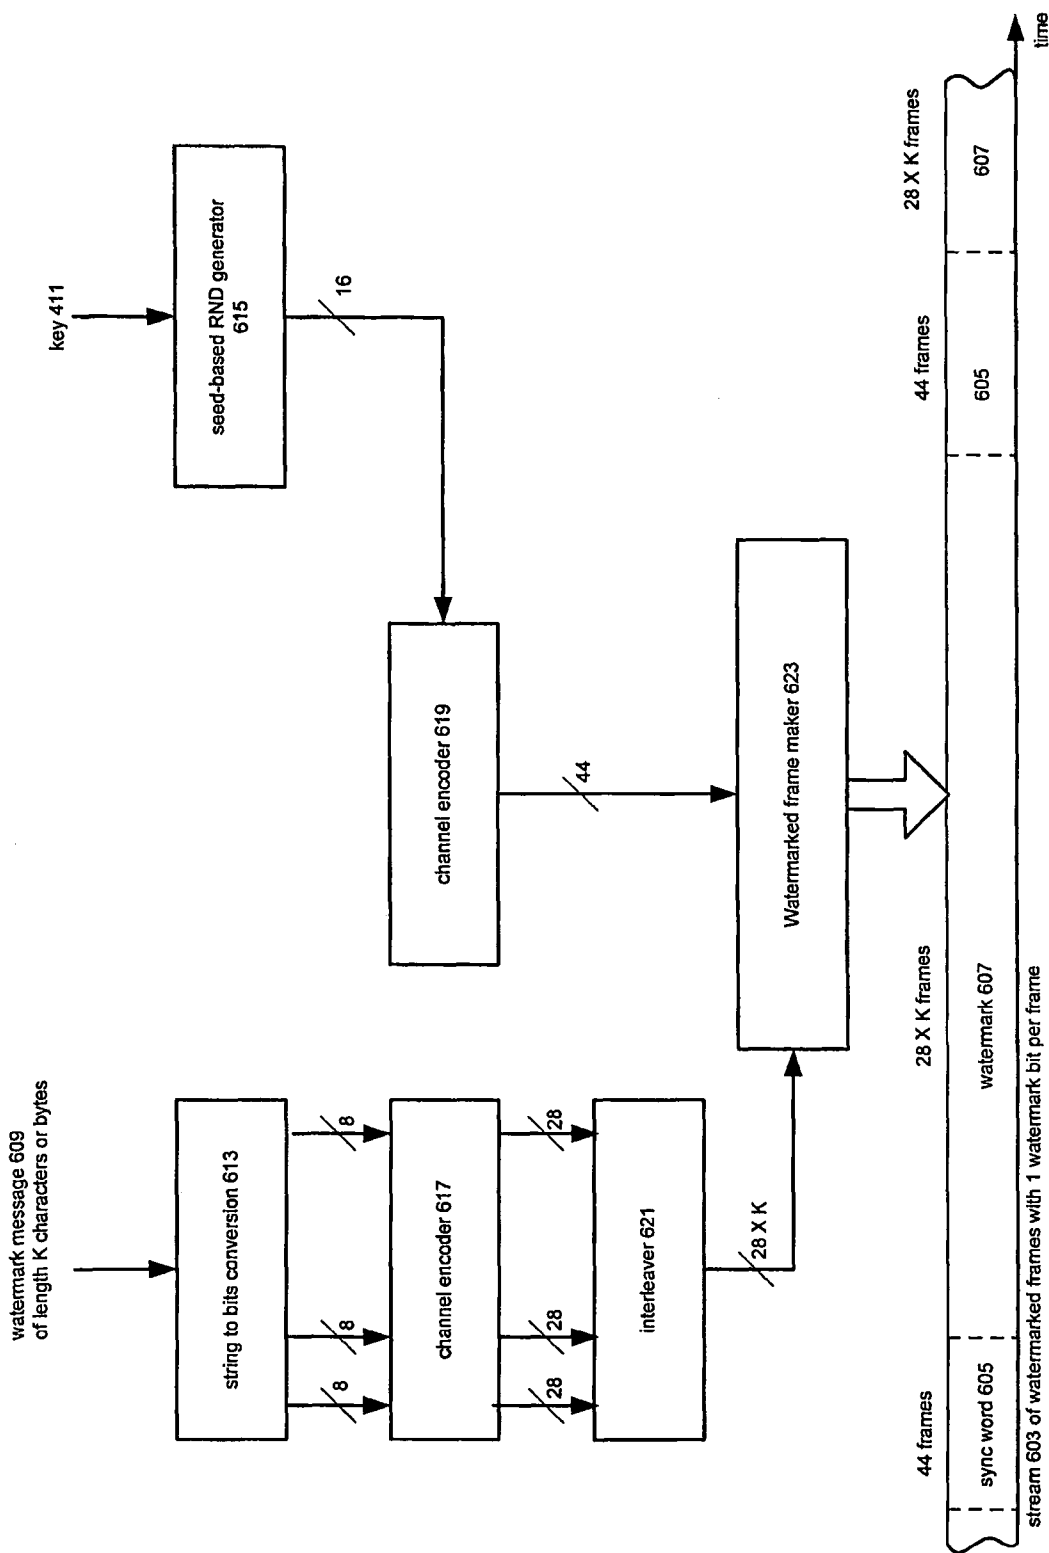 watermark message 609
of length K characters or bytes
key 411
string to bits conversion 613
seed-based RND generator
615
8
8
8
16
channel encoder 617
channel encoder 619
28
28
28
44
interleaver 621
28 X K
Watermarked frame maker 623
44 frames
28 X K frames
44 frames
28 X K frames
sync word 605
watermark 607
605
607
stream 603 of watermarked frames with 1 watermark bit per frame
time